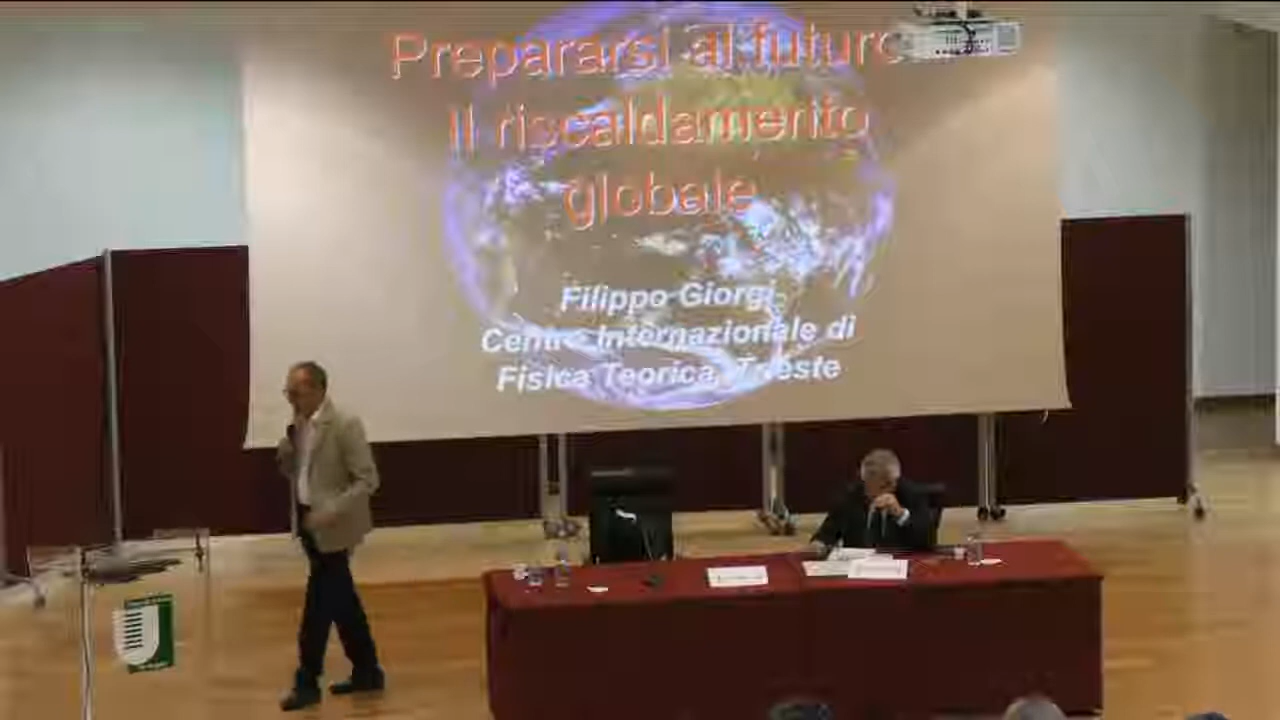 Prepararsi al futuro
Il riscaldamento
globale
Filippo Giorgi
Centro Internazionale di
Fisica Teorica, Trieste